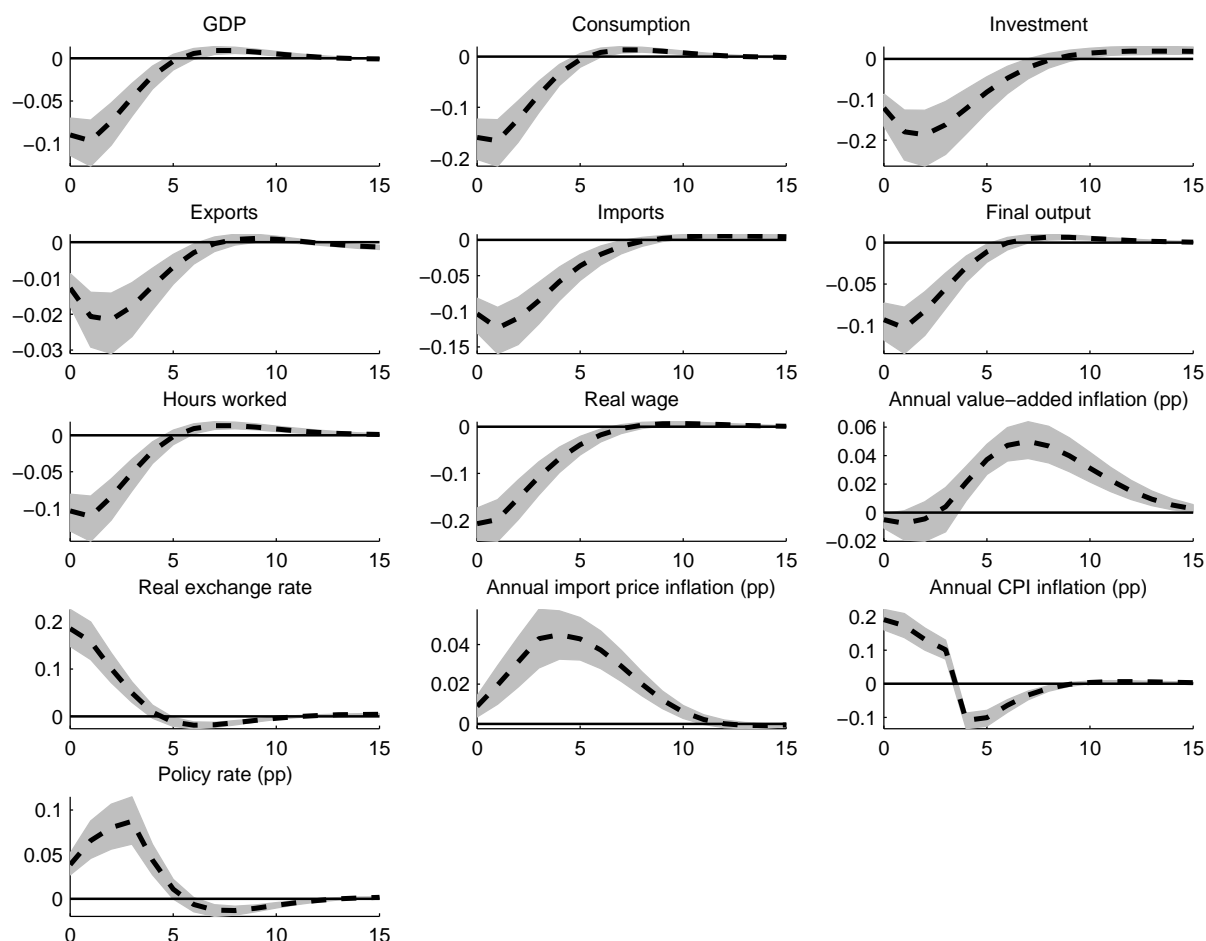 GDP
0
−0.05
−0.1
0 5 10 15
Consumption
0
−0.1
−0.2
0 5 10 15
Investment
0
−0.1
−0.2
0 5 10 15
Exports
0
−0.01
−0.02
−0.03
0 5 10 15
Imports
0
−0.05
−0.1
−0.15
0 5 10 15
Final output
0
−0.05
−0.1
0 5 10 15
Hours worked
0
−0.05
−0.1
0 5 10 15
Real wage
0
−0.1
−0.2
0 5 10 15
Annual value−added inflation (pp)
0.06
0.04
0.02
0
−0.02
0 5 10 15
Real exchange rate
0.2
0.1
0
0 5 10 15
Annual import price inflation (pp)
0.04
0.02
0
0 5 10 15
Annual CPI inflation (pp)
0.2
0.1
0
−0.1
0 5 10 15
Policy rate (pp)
0.1
0.05
0
0 5 10 15